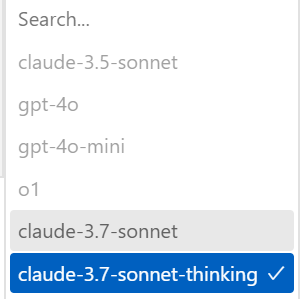 Search...
claude-3.5-sonnet
gpt-4o
gpt-4o-mini
o1
claude-3.7-sonnet
claude-3.7-sonnet-thinking